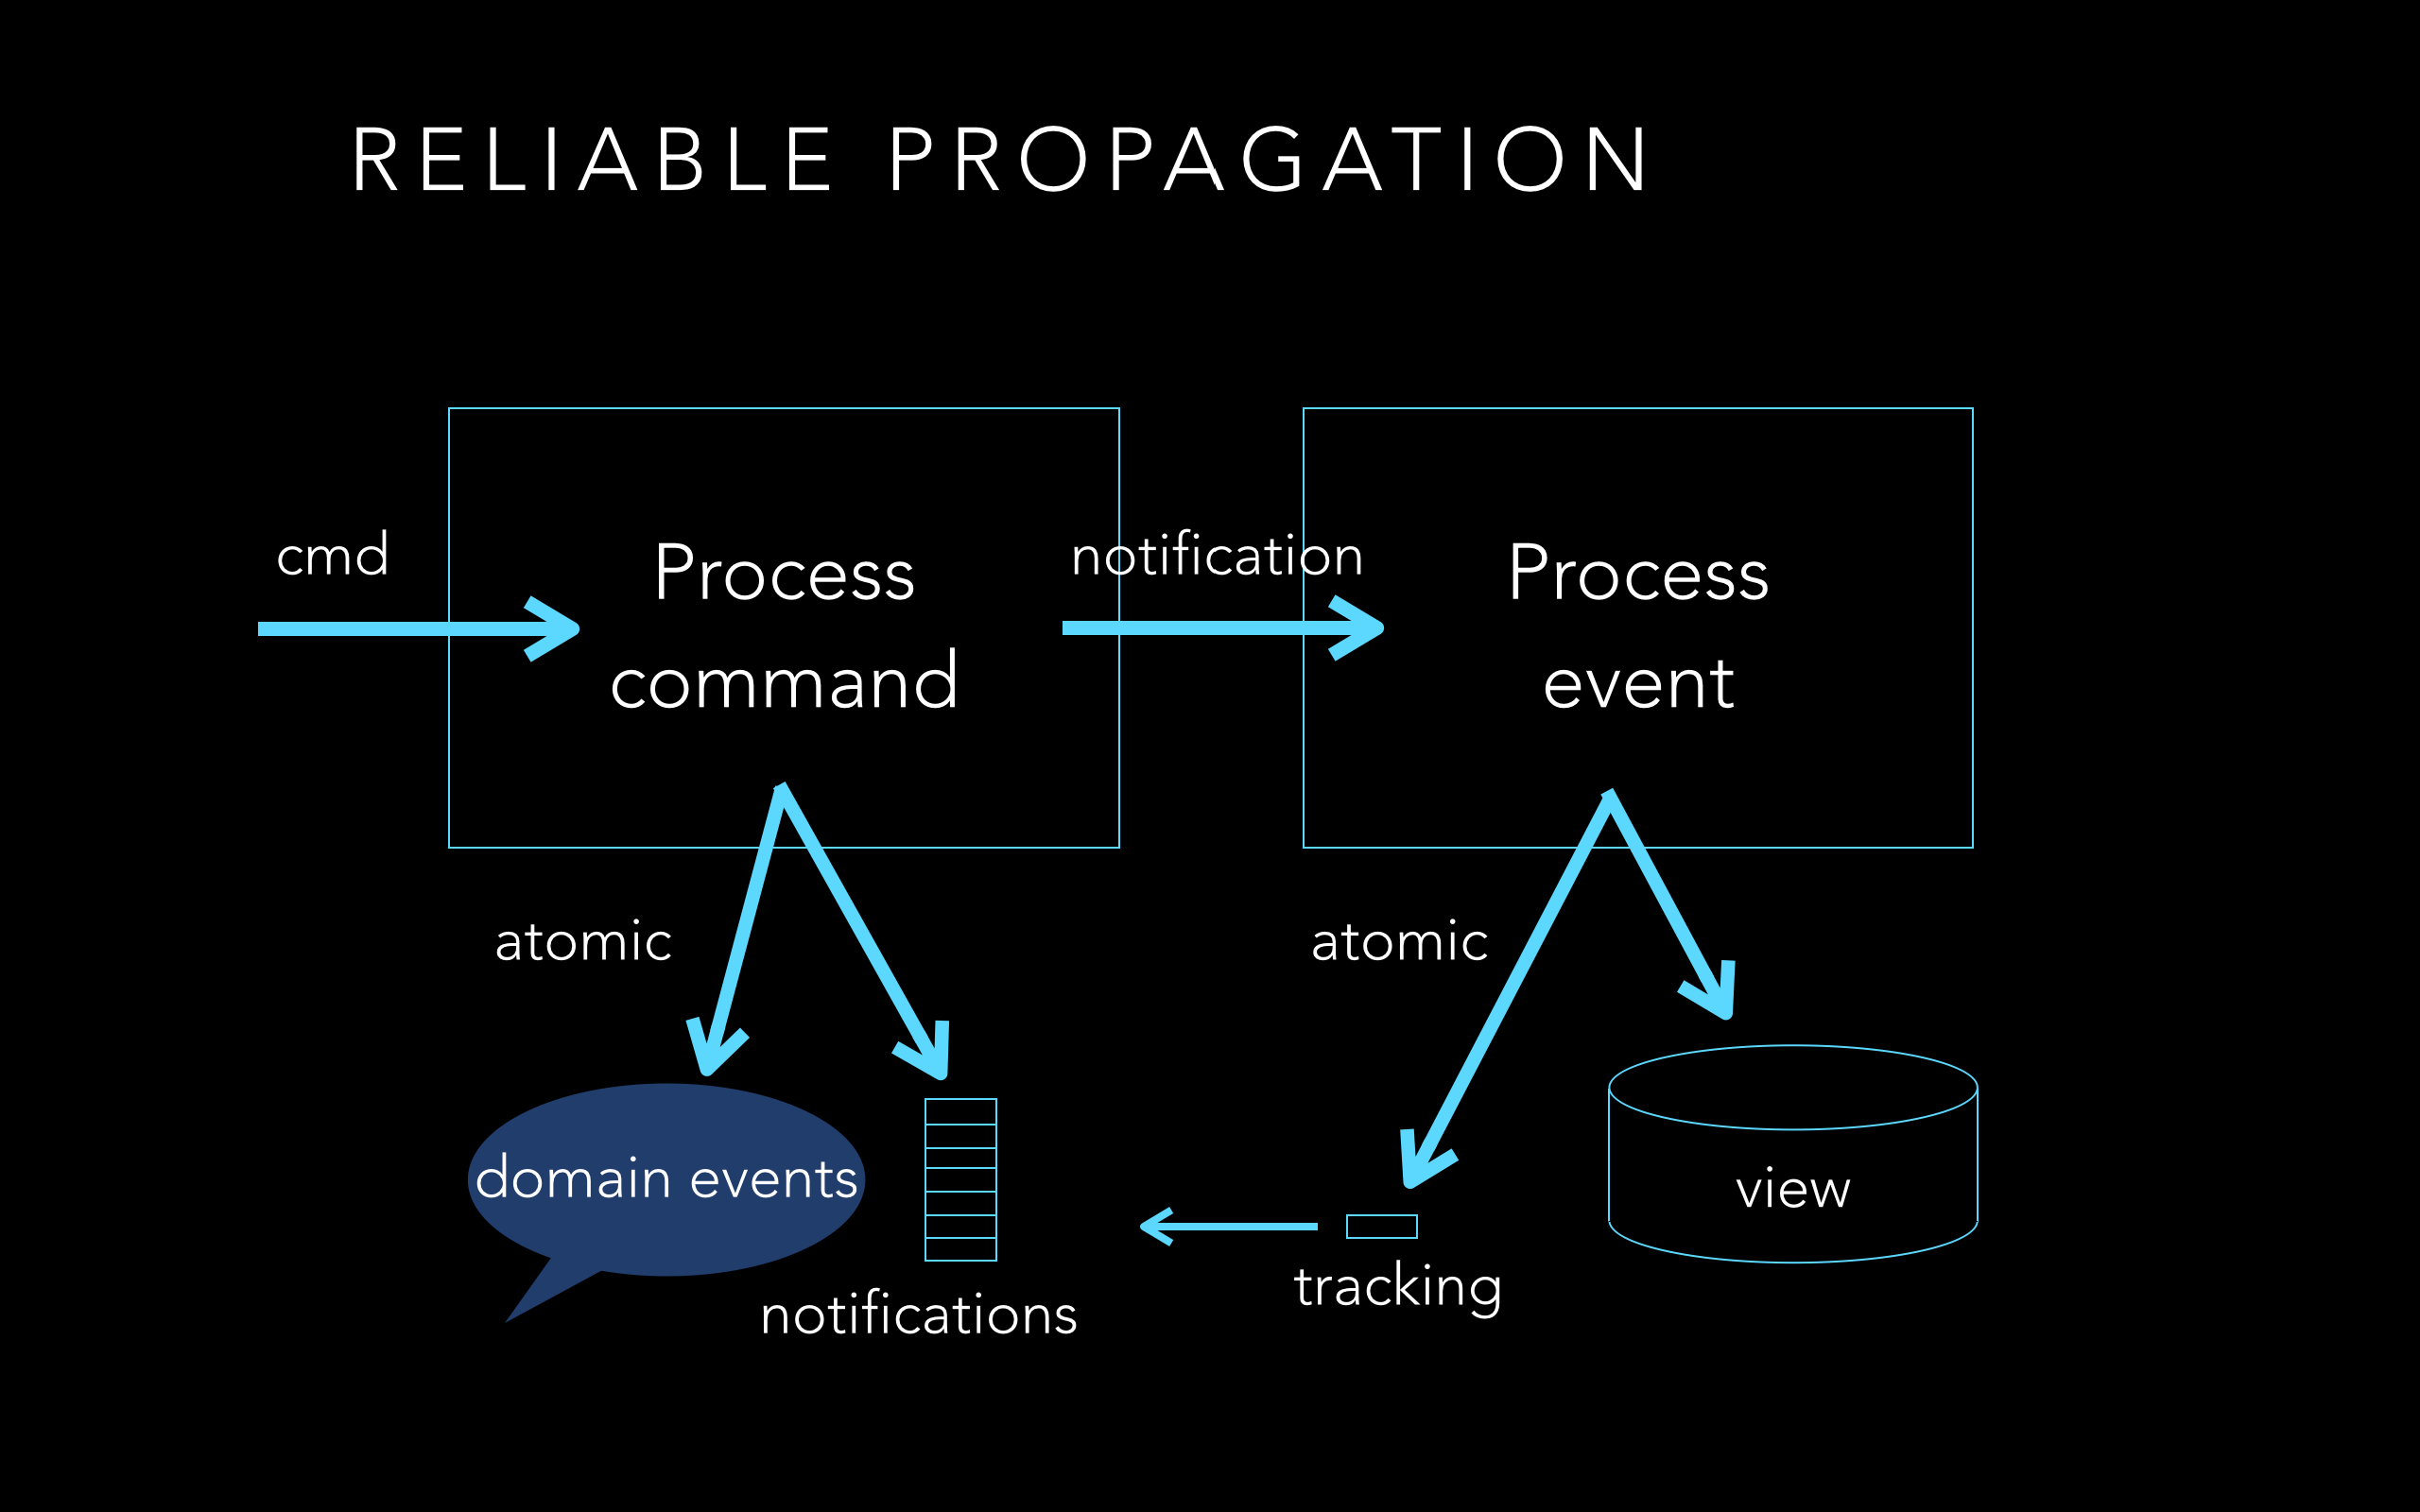 RELIABLE PROPAGATION
cmd
Process
command
notification
Process
event
atomic
atomic
domain events
notifications
tracking
view